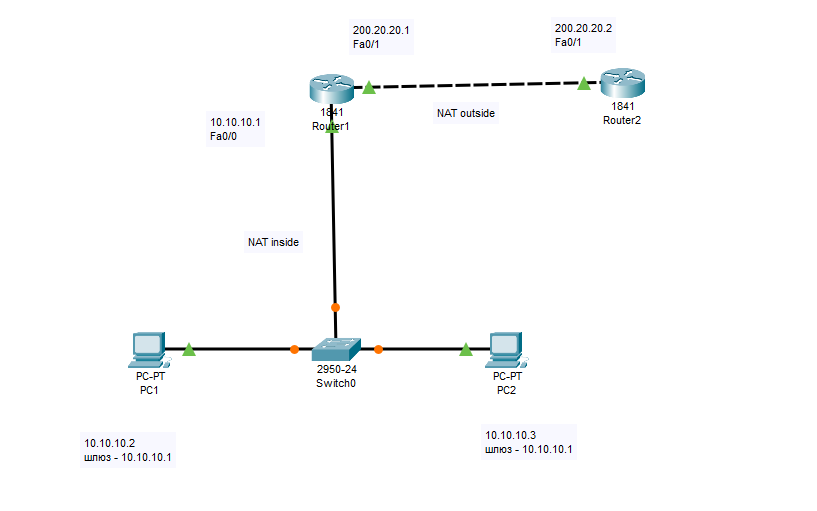 200.20.20.1
Fa0/1
200.20.20.2
Fa0/1
1841
Router1
NAT outside
1841
Router2
10.10.10.1
Fa0/0
NAT inside
PC-PT
PC1
2950-24
Switch0
PC-PT
PC2
10.10.10.2
шлюз - 10.10.10.1
10.10.10.3
шлюз - 10.10.10.1